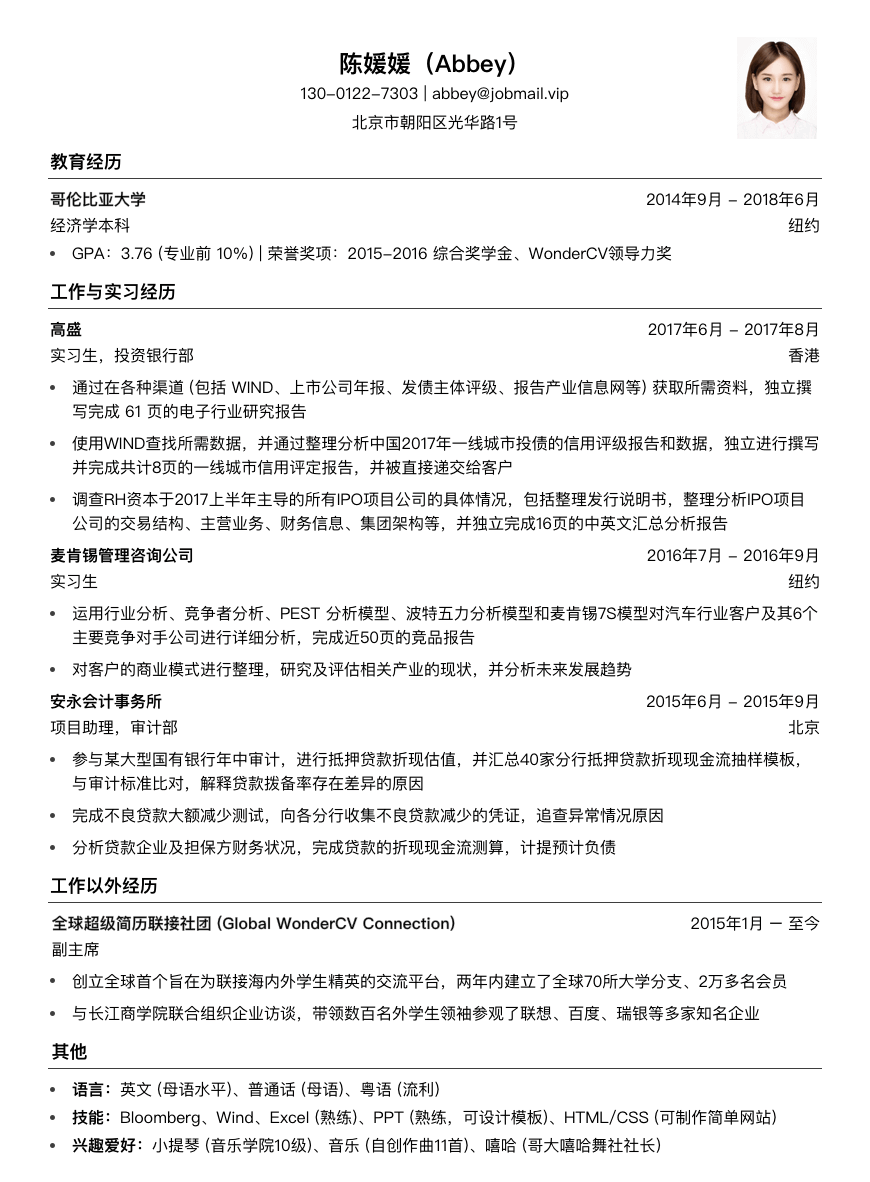 陈媛媛（Abbey）
130-0122-7303 | abbey@jobmail.vip
北京市朝阳区光华路1号
教育经历
哥伦比亚大学 2014年9月 - 2018年6月
经济学本科 纽约
• GPA：3.76 (专业前 10%) | 荣誉奖项：2015-2016 综合奖学金、WonderCV领导力奖
工作与实习经历
高盛 2017年6月 - 2017年8月
实习生，投资银行部 香港
• 通过在各种渠道 (包括 WIND、上市公司年报、发债主体评级、报告产业信息网等) 获取所需资料，独立撰
写完成 61 页的电子行业研究报告
• 使用WIND查找所需数据，并通过整理分析中国2017年一线城市投债的信用评级报告和数据，独立进行撰写
并完成共计8页的一线城市信用评定报告，并被直接递交给客户
• 调查RH资本于2017上半年主导的所有IPO项目公司的具体情况，包括整理发行说明书，整理分析IPO项目
公司的交易结构、主营业务、财务信息、集团架构等，并独立完成16页的中英文汇总分析报告
麦肯锡管理咨询公司 2016年7月 - 2016年9月
实习生 纽约
• 运用行业分析、竞争者分析、PEST 分析模型、波特五力分析模型和麦肯锡7S模型对汽车行业客户及其6个
主要竞争对手公司进行详细分析，完成近50页的竞品报告
• 对客户的商业模式进行整理，研究及评估相关产业的现状，并分析未来发展趋势
安永会计事务所 2015年6月 - 2015年9月
项目助理，审计部 北京
• 参与某大型国有银行年中审计，进行抵押贷款折现估值，并汇总40家分行抵押贷款折现现金流抽样模板，
与审计标准比对，解释贷款拨备率存在差异的原因
• 完成不良贷款大额减少测试，向各分行收集不良贷款减少的凭证，追查异常情况原因
• 分析贷款企业及担保方财务状况，完成贷款的折现现金流测算，计提预计负债
工作以外经历
全球超级简历联接社团 (Global WonderCV Connection) 2015年1月 — 至今
副主席
• 创立全球首个旨在为联接海内外学生精英的交流平台，两年内建立了全球70所大学分支、2万多名会员
• 与长江商学院联合组织企业访谈，带领数百名外学生领袖参观了联想、百度、瑞银等多家知名企业
其他
• 语言：英文 (母语水平)、普通话 (母语)、粤语 (流利)
• 技能：Bloomberg、Wind、Excel (熟练)、PPT (熟练，可设计模板)、HTML/CSS (可制作简单网站)
• 兴趣爱好：小提琴 (音乐学院10级)、音乐 (自创作曲11首)、嘻哈 (哥大嘻哈舞社社长)